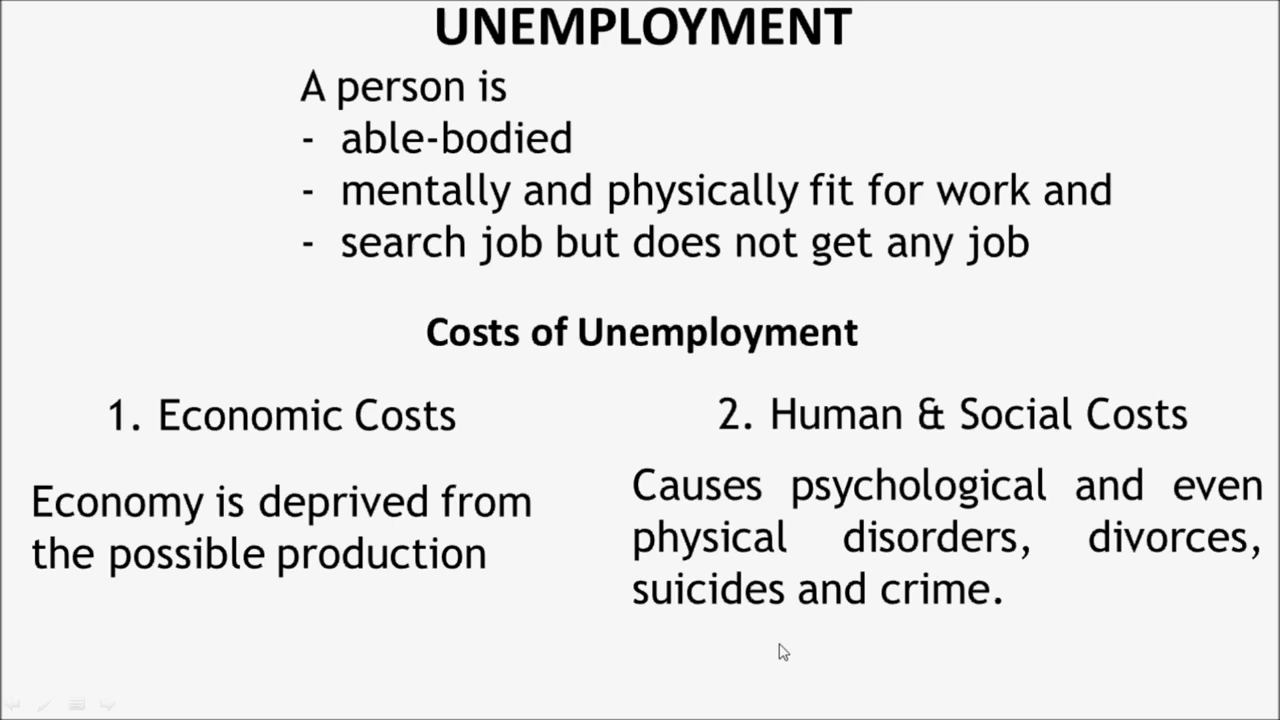 UNEMPLOYMENT
A person is
- able-bodied
- mentally and physically fit for work and
- search job but does not get any job
Costs of Unemployment
1. Economic Costs
Economy is deprived from
the possible production
2. Human & Social Costs
Causes psychological and even
physical disorders, divorces,
suicides and crime.